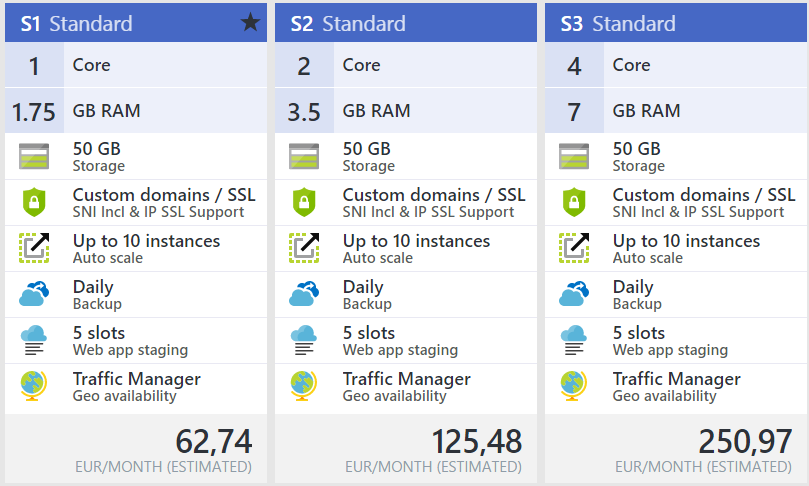 S1 Standard
1 Core
1.75 GB RAM
50 GB
Storage
Custom domains / SSL
SNI Incl & IP SSL Support
Up to 10 instances
Auto scale
Daily
Backup
5 slots
Web app staging
Traffic Manager
Geo availability
62,74
EUR/MONTH (ESTIMATED)
S2 Standard
2 Core
3.5 GB RAM
50 GB
Storage
Custom domains / SSL
SNI Incl & IP SSL Support
Up to 10 instances
Auto scale
Daily
Backup
5 slots
Web app staging
Traffic Manager
Geo availability
125,48
EUR/MONTH (ESTIMATED)
S3 Standard
4 Core
7 GB RAM
50 GB
Storage
Custom domains / SSL
SNI Incl & IP SSL Support
Up to 10 instances
Auto scale
Daily
Backup
5 slots
Web app staging
Traffic Manager
Geo availability
250,97
EUR/MONTH (ESTIMATED)